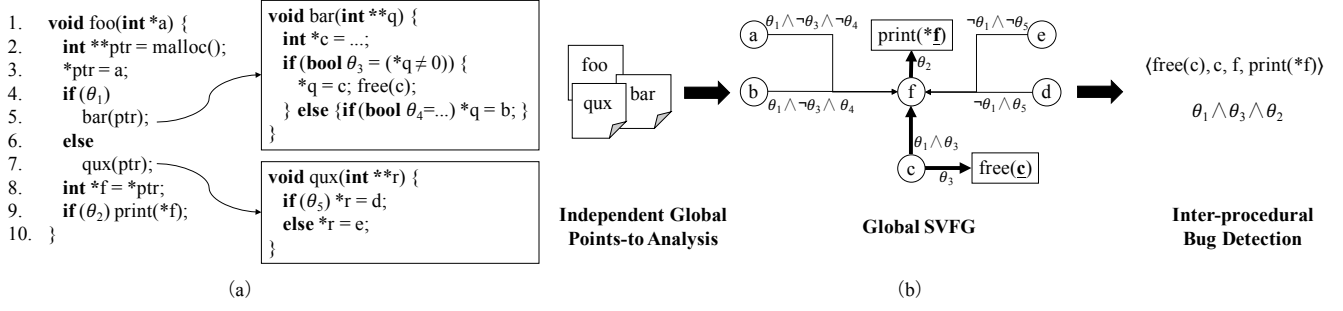 1. void foo(int *a) {
2. int **ptr = malloc();
3. *ptr = a;
4. if (θ1)
5. bar(ptr);
6. else
7. qux(ptr);
8. int *f = *ptr;
9. if (θ2) print(*f);
10. }
void bar(int **q) {
int *c = ...;
if (bool θ3 = (*q ≠ 0)) {
*q = c; free(c);
} else {if(bool θ4=...) *q = b; }
}
void qux(int **r) {
if (θ5) *r = d;
else *r = e;
}
(a)
foo
qux
bar
Independent Global
Points-to Analysis
a
θ1∧¬θ3∧¬θ4
print(*f)
¬θ1∧¬θ5
e
θ2
b
θ1∧¬θ3∧ θ4
f
¬θ1∧θ5
d
θ1∧θ3
c
θ3
free(c)
Global SVFG
(b)
⟨free(c), c, f, print(*f)⟩
θ1∧θ3∧θ2
Inter-procedural
Bug Detection